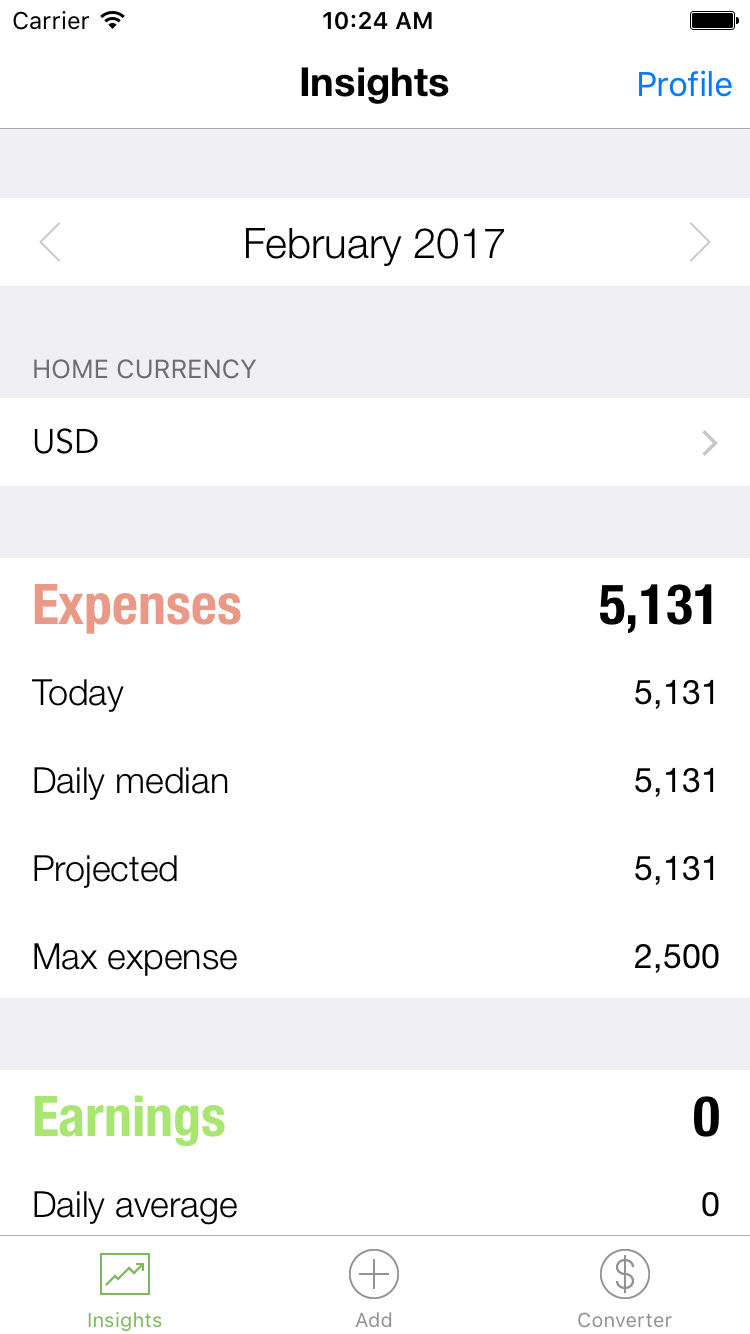 Carrier 10:24 AM
Insights Profile
February 2017
HOME CURRENCY
USD
Expenses 5,131
Today 5,131
Daily median 5,131
Projected 5,131
Max expense 2,500
Earnings 0
Daily average 0
Insights Add Converter